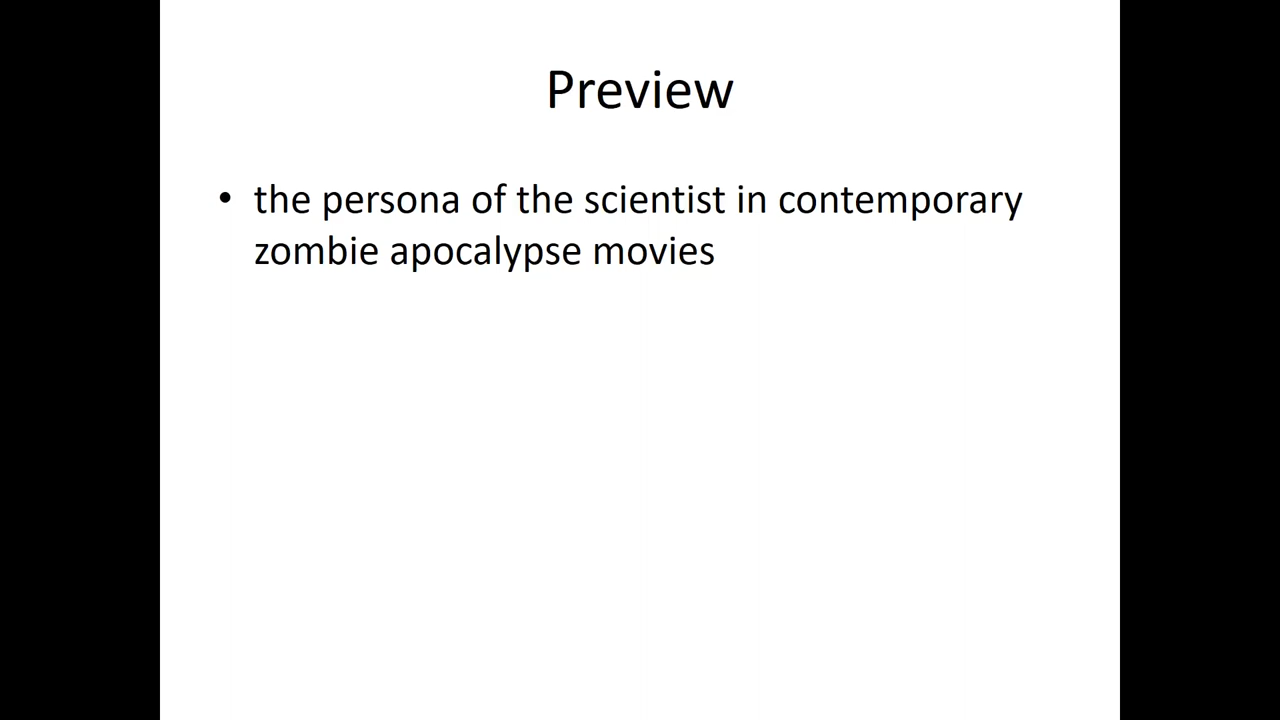 Preview
• the persona of the scientist in contemporary
zombie apocalypse movies